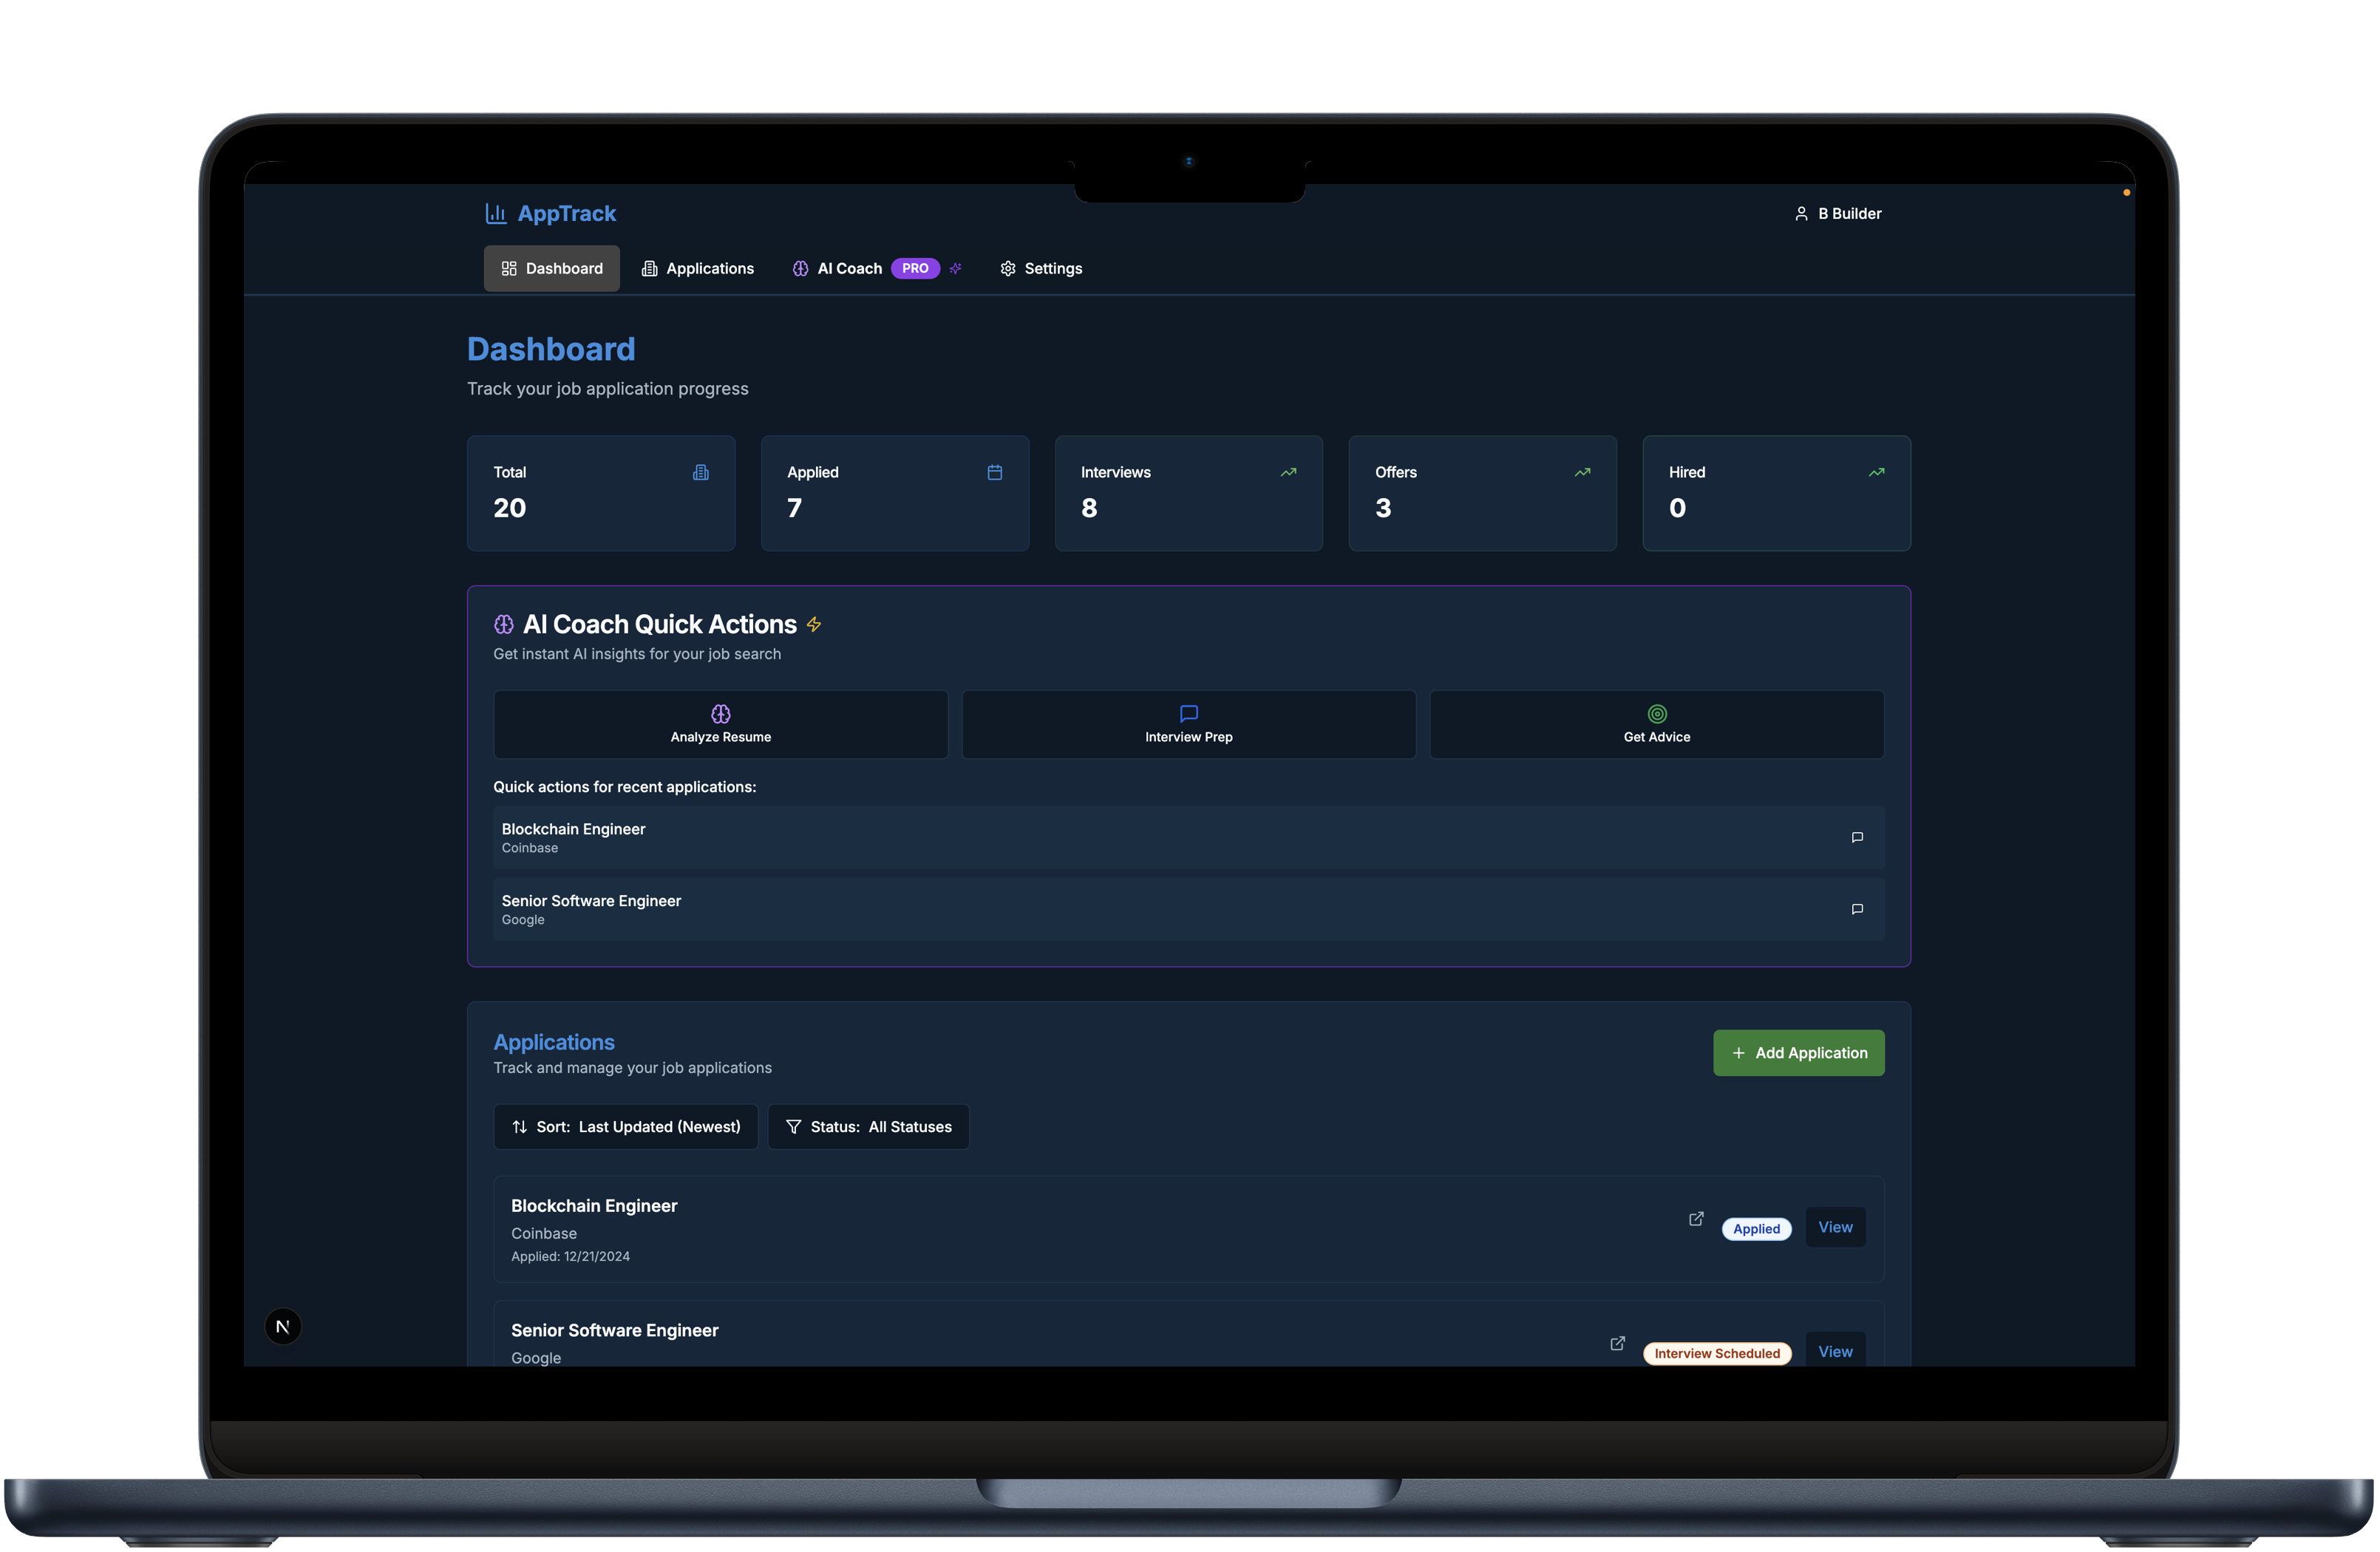 AppTrack
B Builder
Dashboard
Applications
AI Coach
PRO
Settings
Dashboard
Track your job application progress
Total
20
Applied
7
Interviews
8
Offers
3
Hired
0
AI Coach Quick Actions
Get instant AI insights for your job search
Analyze Resume
Interview Prep
Get Advice
Quick actions for recent applications:
Blockchain Engineer
Coinbase
Senior Software Engineer
Google
Applications
Track and manage your job applications
+ Add Application
Sort: Last Updated (Newest)
Status: All Statuses
Blockchain Engineer
Coinbase
Applied: 12/21/2024
Applied
View
Senior Software Engineer
Google
Interview Scheduled
View
N